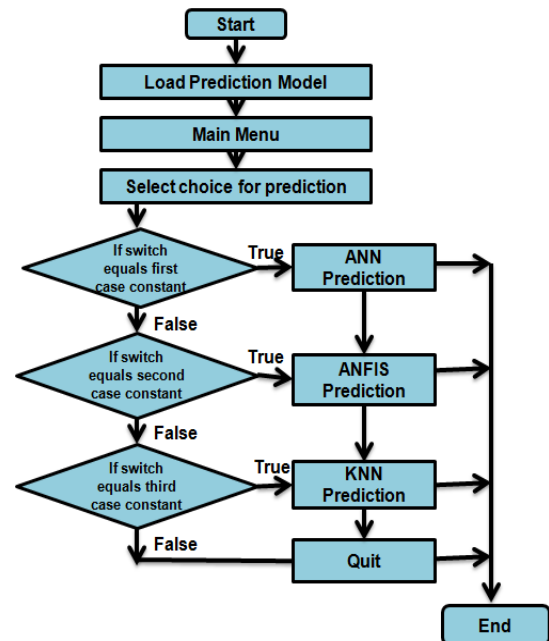 Start
Load Prediction Model
Main Menu
Select choice for prediction
If switch
equals first
case constant
True
ANN
Prediction
False
If switch
equals second
case constant
True
ANFIS
Prediction
False
If switch
equals third
case constant
True
KNN
Prediction
False
Quit
End